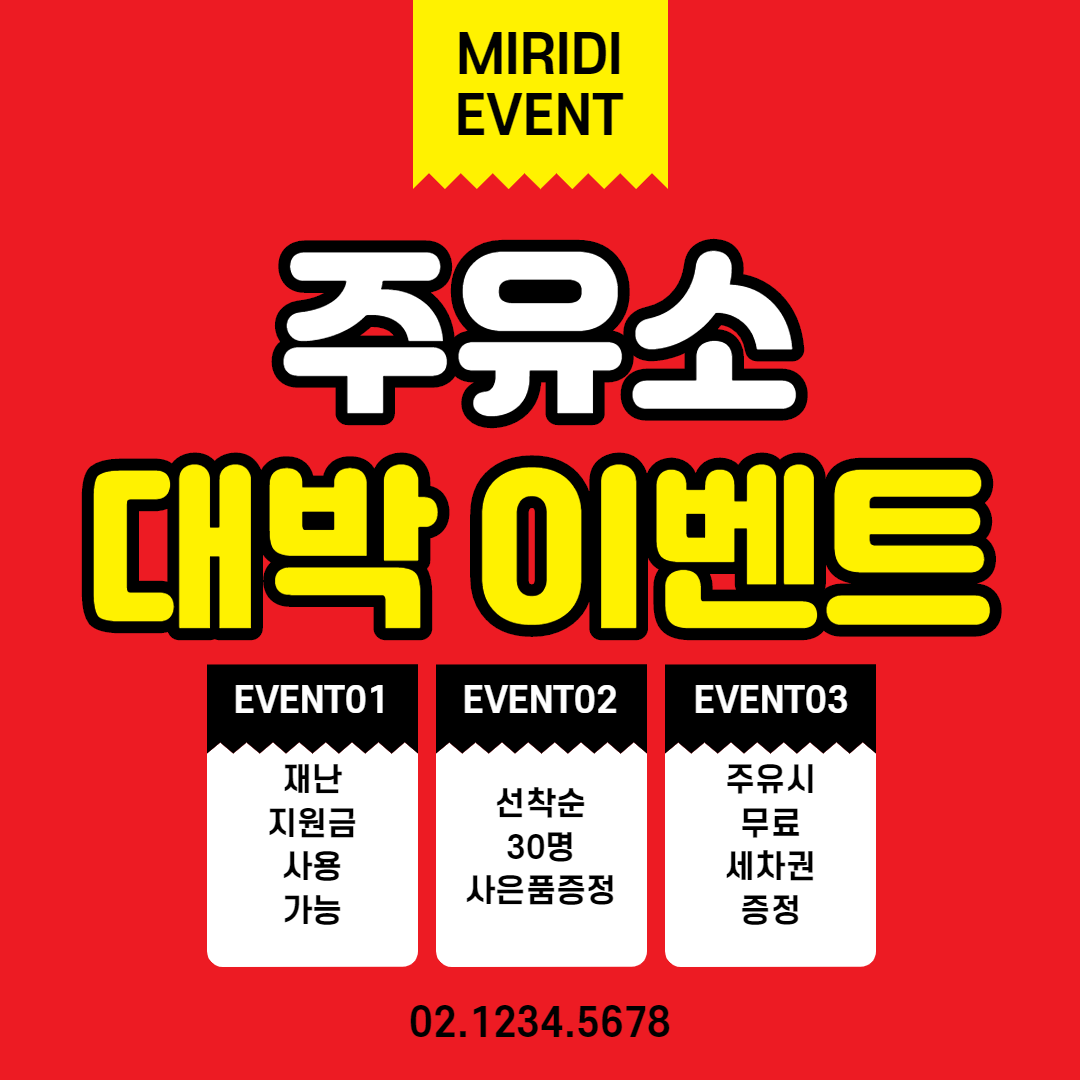 MIRIDI
EVENT
주유소
대박 이벤트
EVENT01
재난
지원금
사용
가능
EVENT02
선착순
30명
사은품증정
EVENT03
주유시
무료
세차권
증정
02.1234.5678